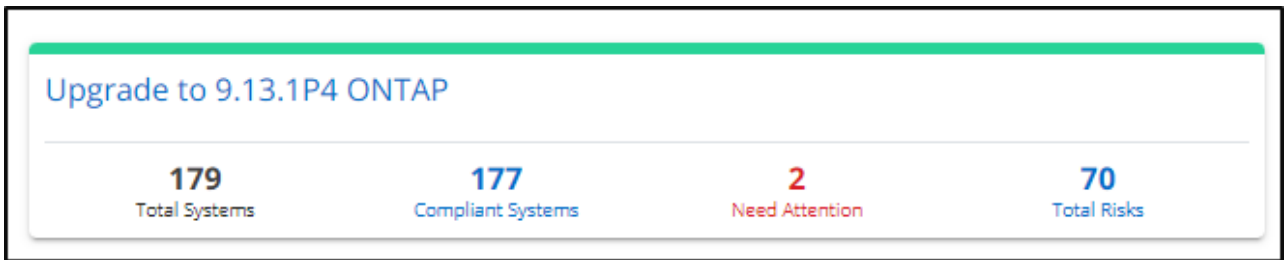 Upgrade to 9.13.1P4 ONTAP
179 177 2 70
Total Systems Compliant Systems Need Attention Total Risks